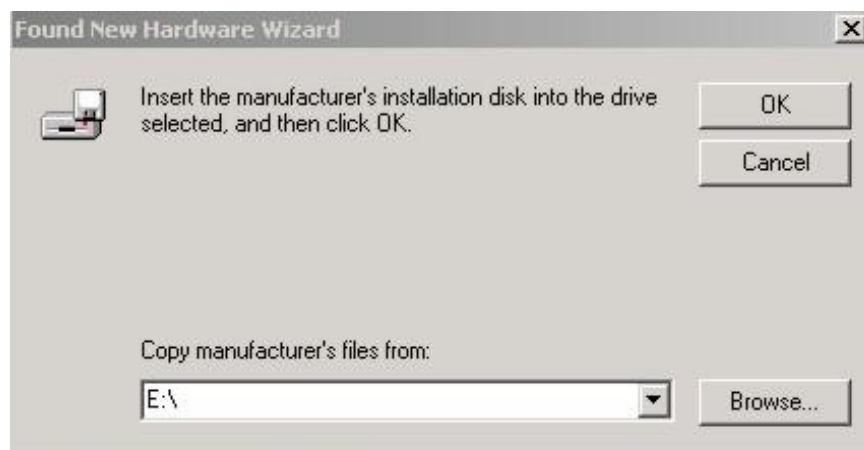 Found New Hardware Wizard
Insert the manufacturer's installation disk into the drive
selected, and then click OK.
OK
Cancel
Copy manufacturer's files from:
E:\
Browse...